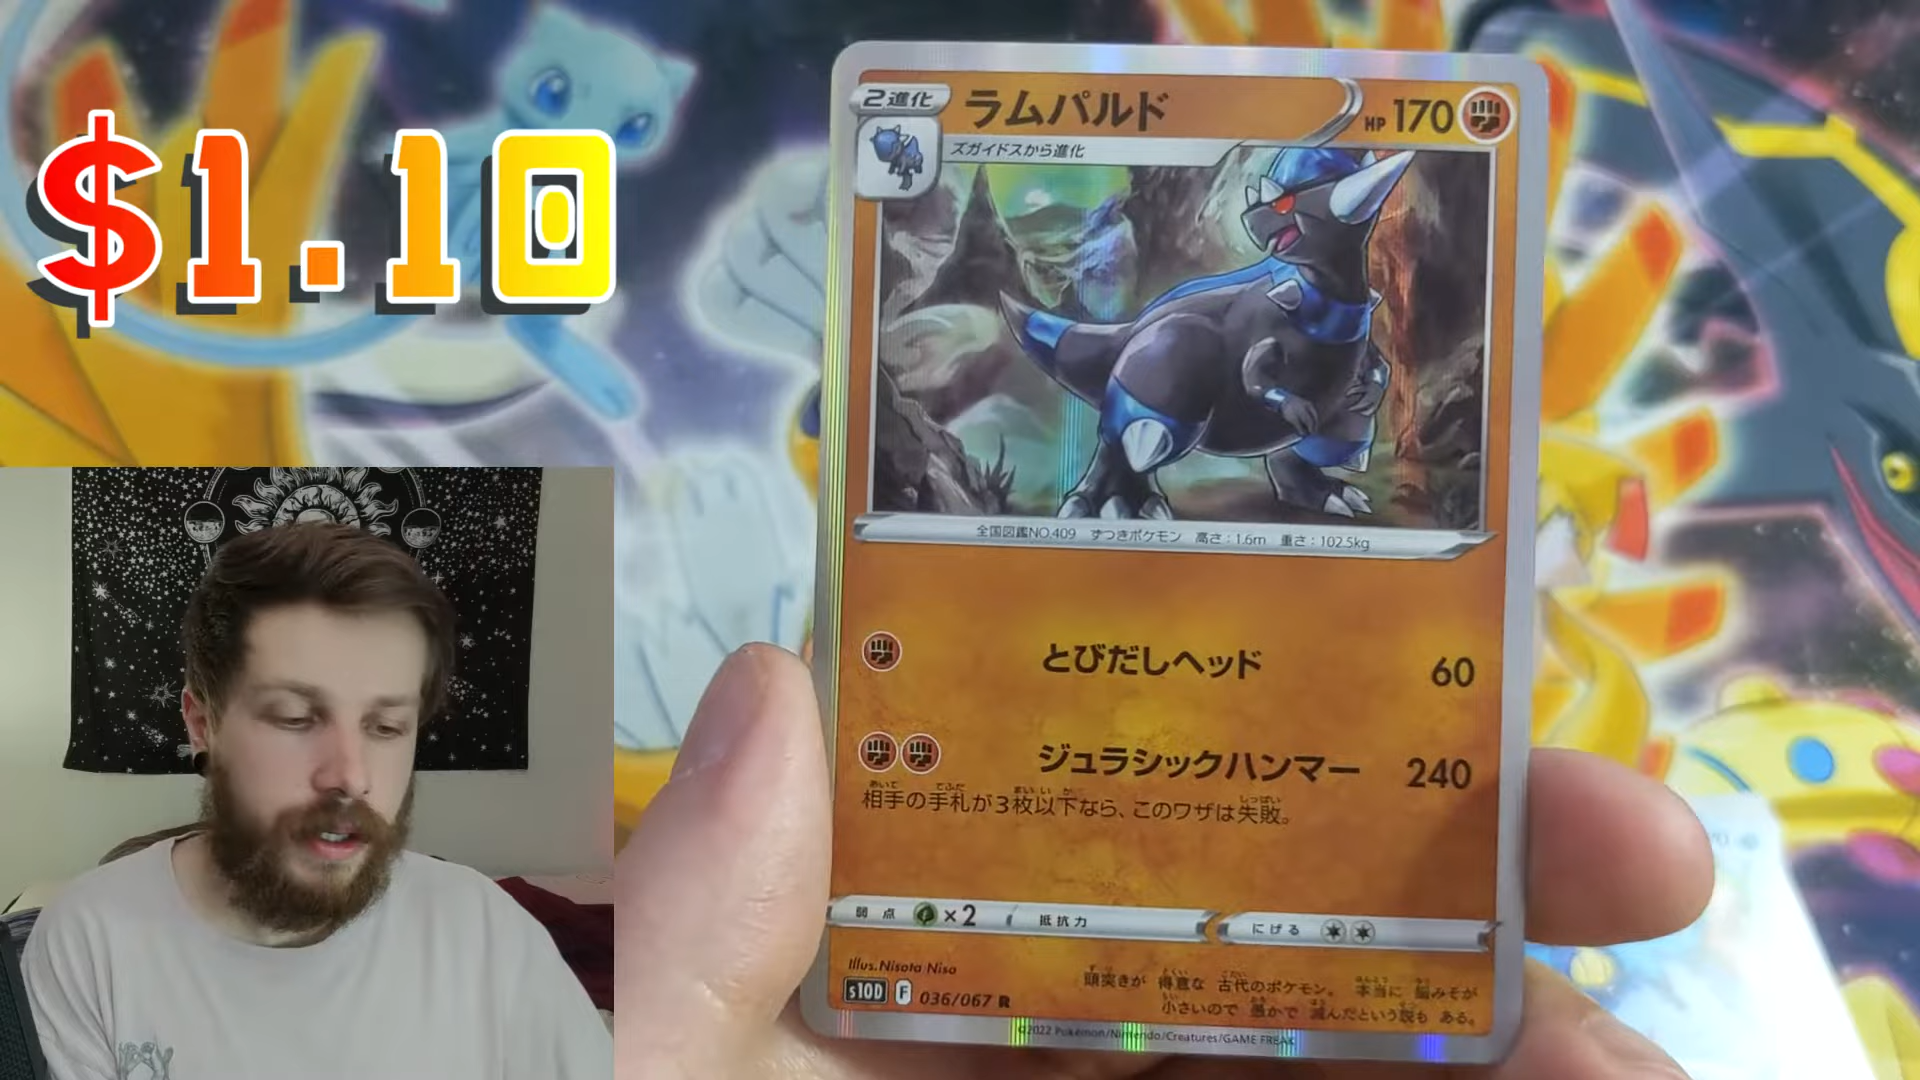 $1.10
2進化
ラムパルド
HP 170
ズガイドスから進化
全国図鑑NO.409 ずつきポケモン 高さ:1.6m 重さ:102.5kg
とびだしヘッド 60
ジュラシックハンマー 240
相手の手札が3枚以下なら、このワザは失敗。
弱点 ×2 抵抗力 にげる
Illus.Nisota Niso
頭突きが 得意な 古代のポケモン。 本当に 脳みそが
小さいので 愚かで 滅んだという説も ある。
s10D F 036/067 R
©2022 Pokémon/Nintendo/Creatures/GAME FREAK